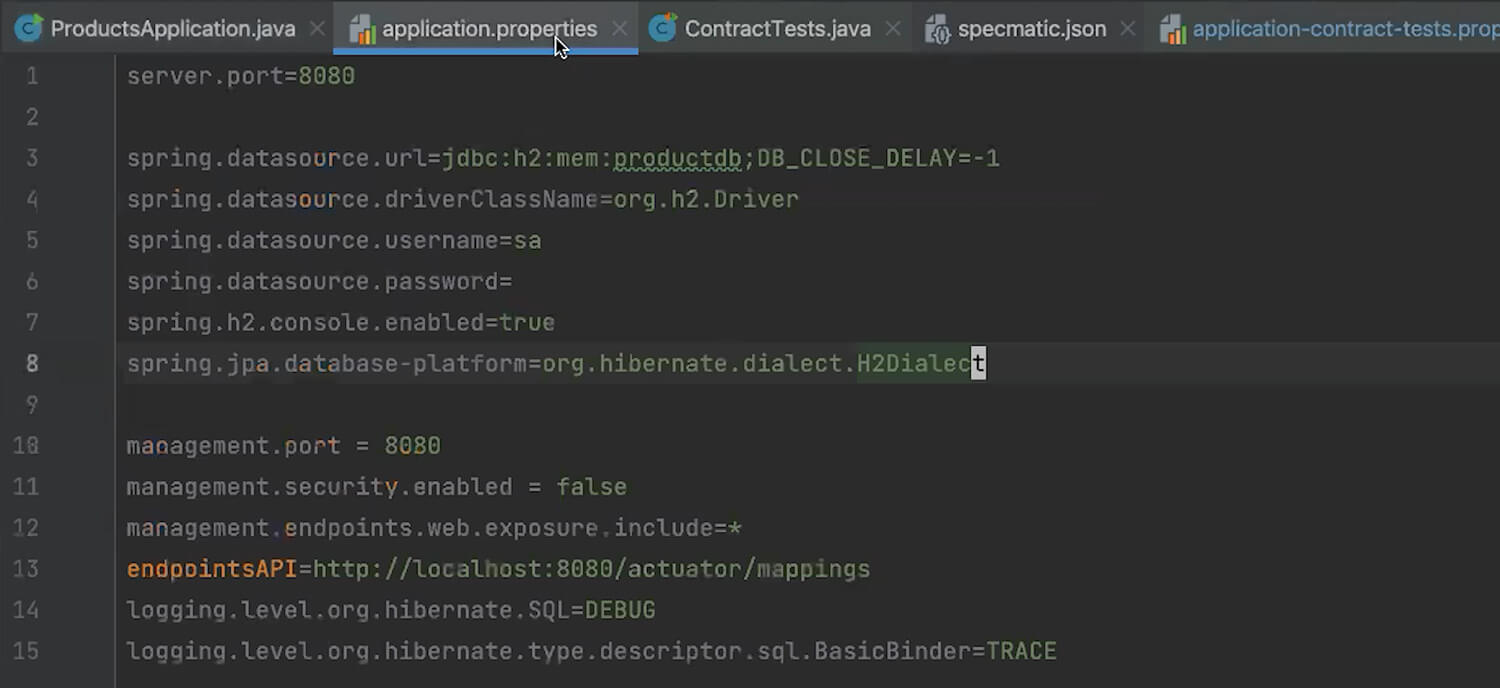 ProductsApplication.java application.properties ContractTests.java specmatic.json application-contract-tests.prop
1 server.port=8080
2
3 spring.datasource.url=jdbc:h2:mem:productdb;DB_CLOSE_DELAY=-1
4 spring.datasource.driverClassName=org.h2.Driver
5 spring.datasource.username=sa
6 spring.datasource.password=
7 spring.h2.console.enabled=true
8 spring.jpa.database-platform=org.hibernate.dialect.H2Dialect
9
10 management.port = 8080
11 management.security.enabled = false
12 management.endpoints.web.exposure.include=*
13 endpointsAPI=http://localhost:8080/actuator/mappings
14 logging.level.org.hibernate.SQL=DEBUG
15 logging.level.org.hibernate.type.descriptor.sql.BasicBinder=TRACE